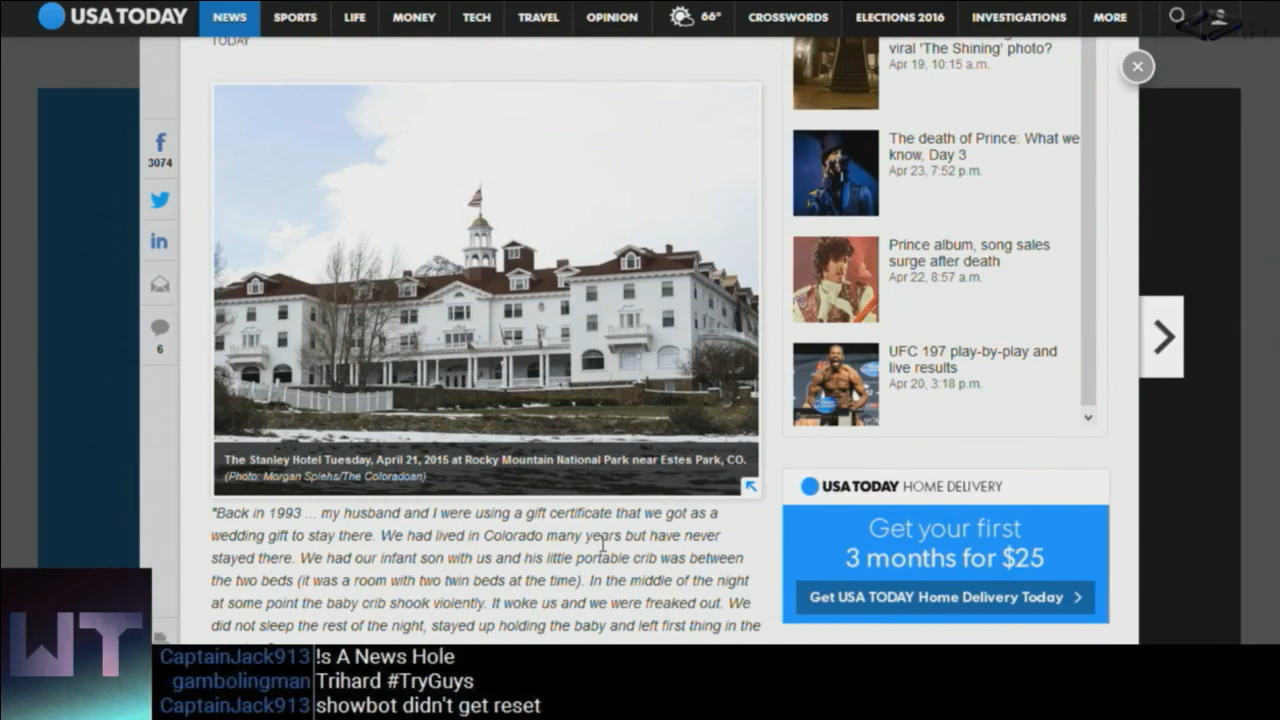 USA TODAY
NEWS
SPORTS
LIFE
MONEY
TECH
TRAVEL
OPINION
66°
CROSSWORDS
ELECTIONS 2016
INVESTIGATIONS
MORE
TODAY
f
3074
in
6
The Stanley Hotel Tuesday, April 21, 2015 at Rocky Mountain National Park near Estes Park, CO.
(Photo: Morgan Spiehs/The Coloradoan)
"Back in 1993 ... my husband and I were using a gift certificate that we got as a
wedding gift to stay there. We had lived in Colorado many years but have never
stayed there. We had our infant son with us and his little portable crib was between
the two beds (it was a room with two twin beds at the time). In the middle of the night
at some point the baby crib shook violently. It woke us and we were freaked out. We
did not sleep the rest of the night, stayed up holding the baby and left first thing in the
viral 'The Shining' photo?
Apr 19, 10:15 a.m.
The death of Prince: What we
know, Day 3
Apr 23, 7:52 p.m.
Prince album, song sales
surge after death
Apr 22, 8:57 a.m.
UFC 197 play-by-play and
live results
Apr 20, 3:18 p.m.
USA TODAY HOME DELIVERY
Get your first
3 months for $25
Get USA TODAY Home Delivery Today
WT
CaptainJack913 !s A News Hole
gambolingman Trihard #TryGuys
CaptainJack913 showbot didn't get reset